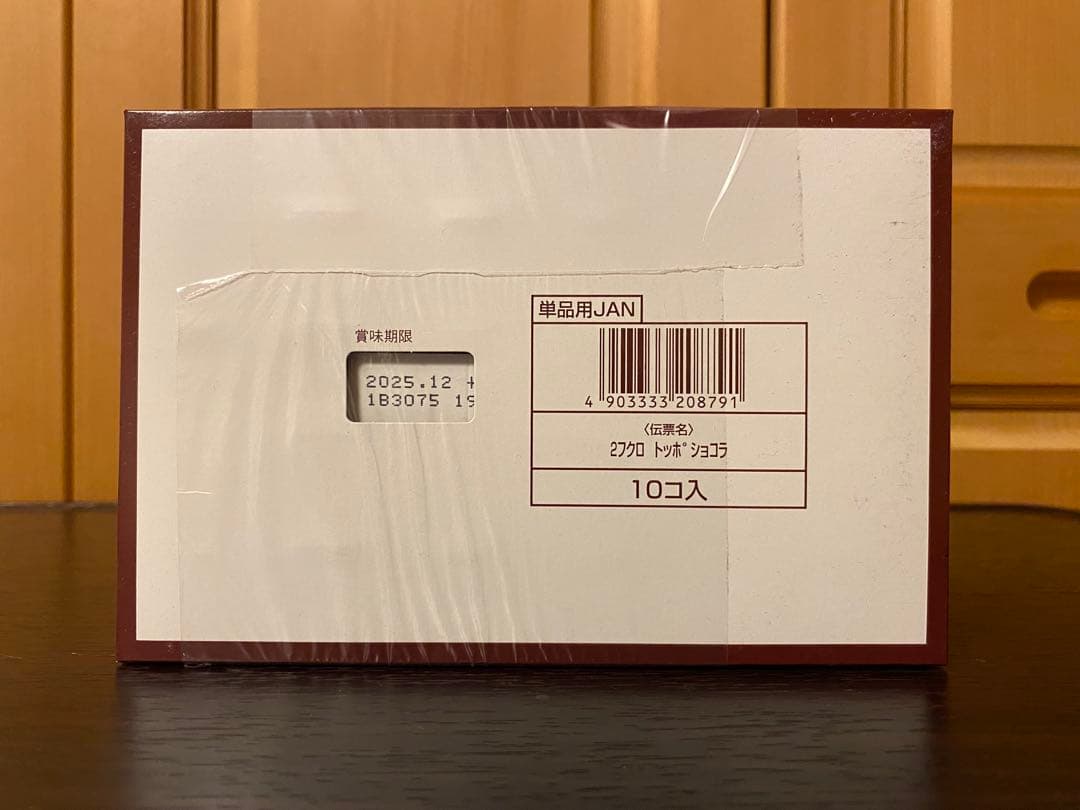 単品用JAN
賞味期限
2025.12 +
1B3075 19
4 903333 208791
〈伝票名〉
2フクロ トッポショコラ
10コ入